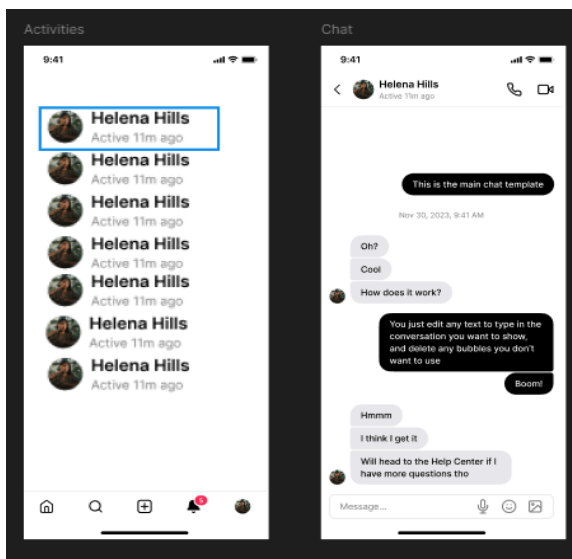 Activities
9:41
Helena Hills
Active 11m ago
Helena Hills
Active 11m ago
Helena Hills
Active 11m ago
Helena Hills
Active 11m ago
Helena Hills
Active 11m ago
Helena Hills
Active 11m ago
Helena Hills
Active 11m ago
5
Chat
9:41
Helena Hills
Active 11m ago
This is the main chat template
Nov 30, 2023, 9:41 AM
Oh?
Cool
How does it work?
You just edit any text to type in the
conversation you want to show,
and delete any bubbles you don't
want to use
Boom!
Hmmm
I think I get it
Will head to the Help Center if I
have more questions tho
Message...